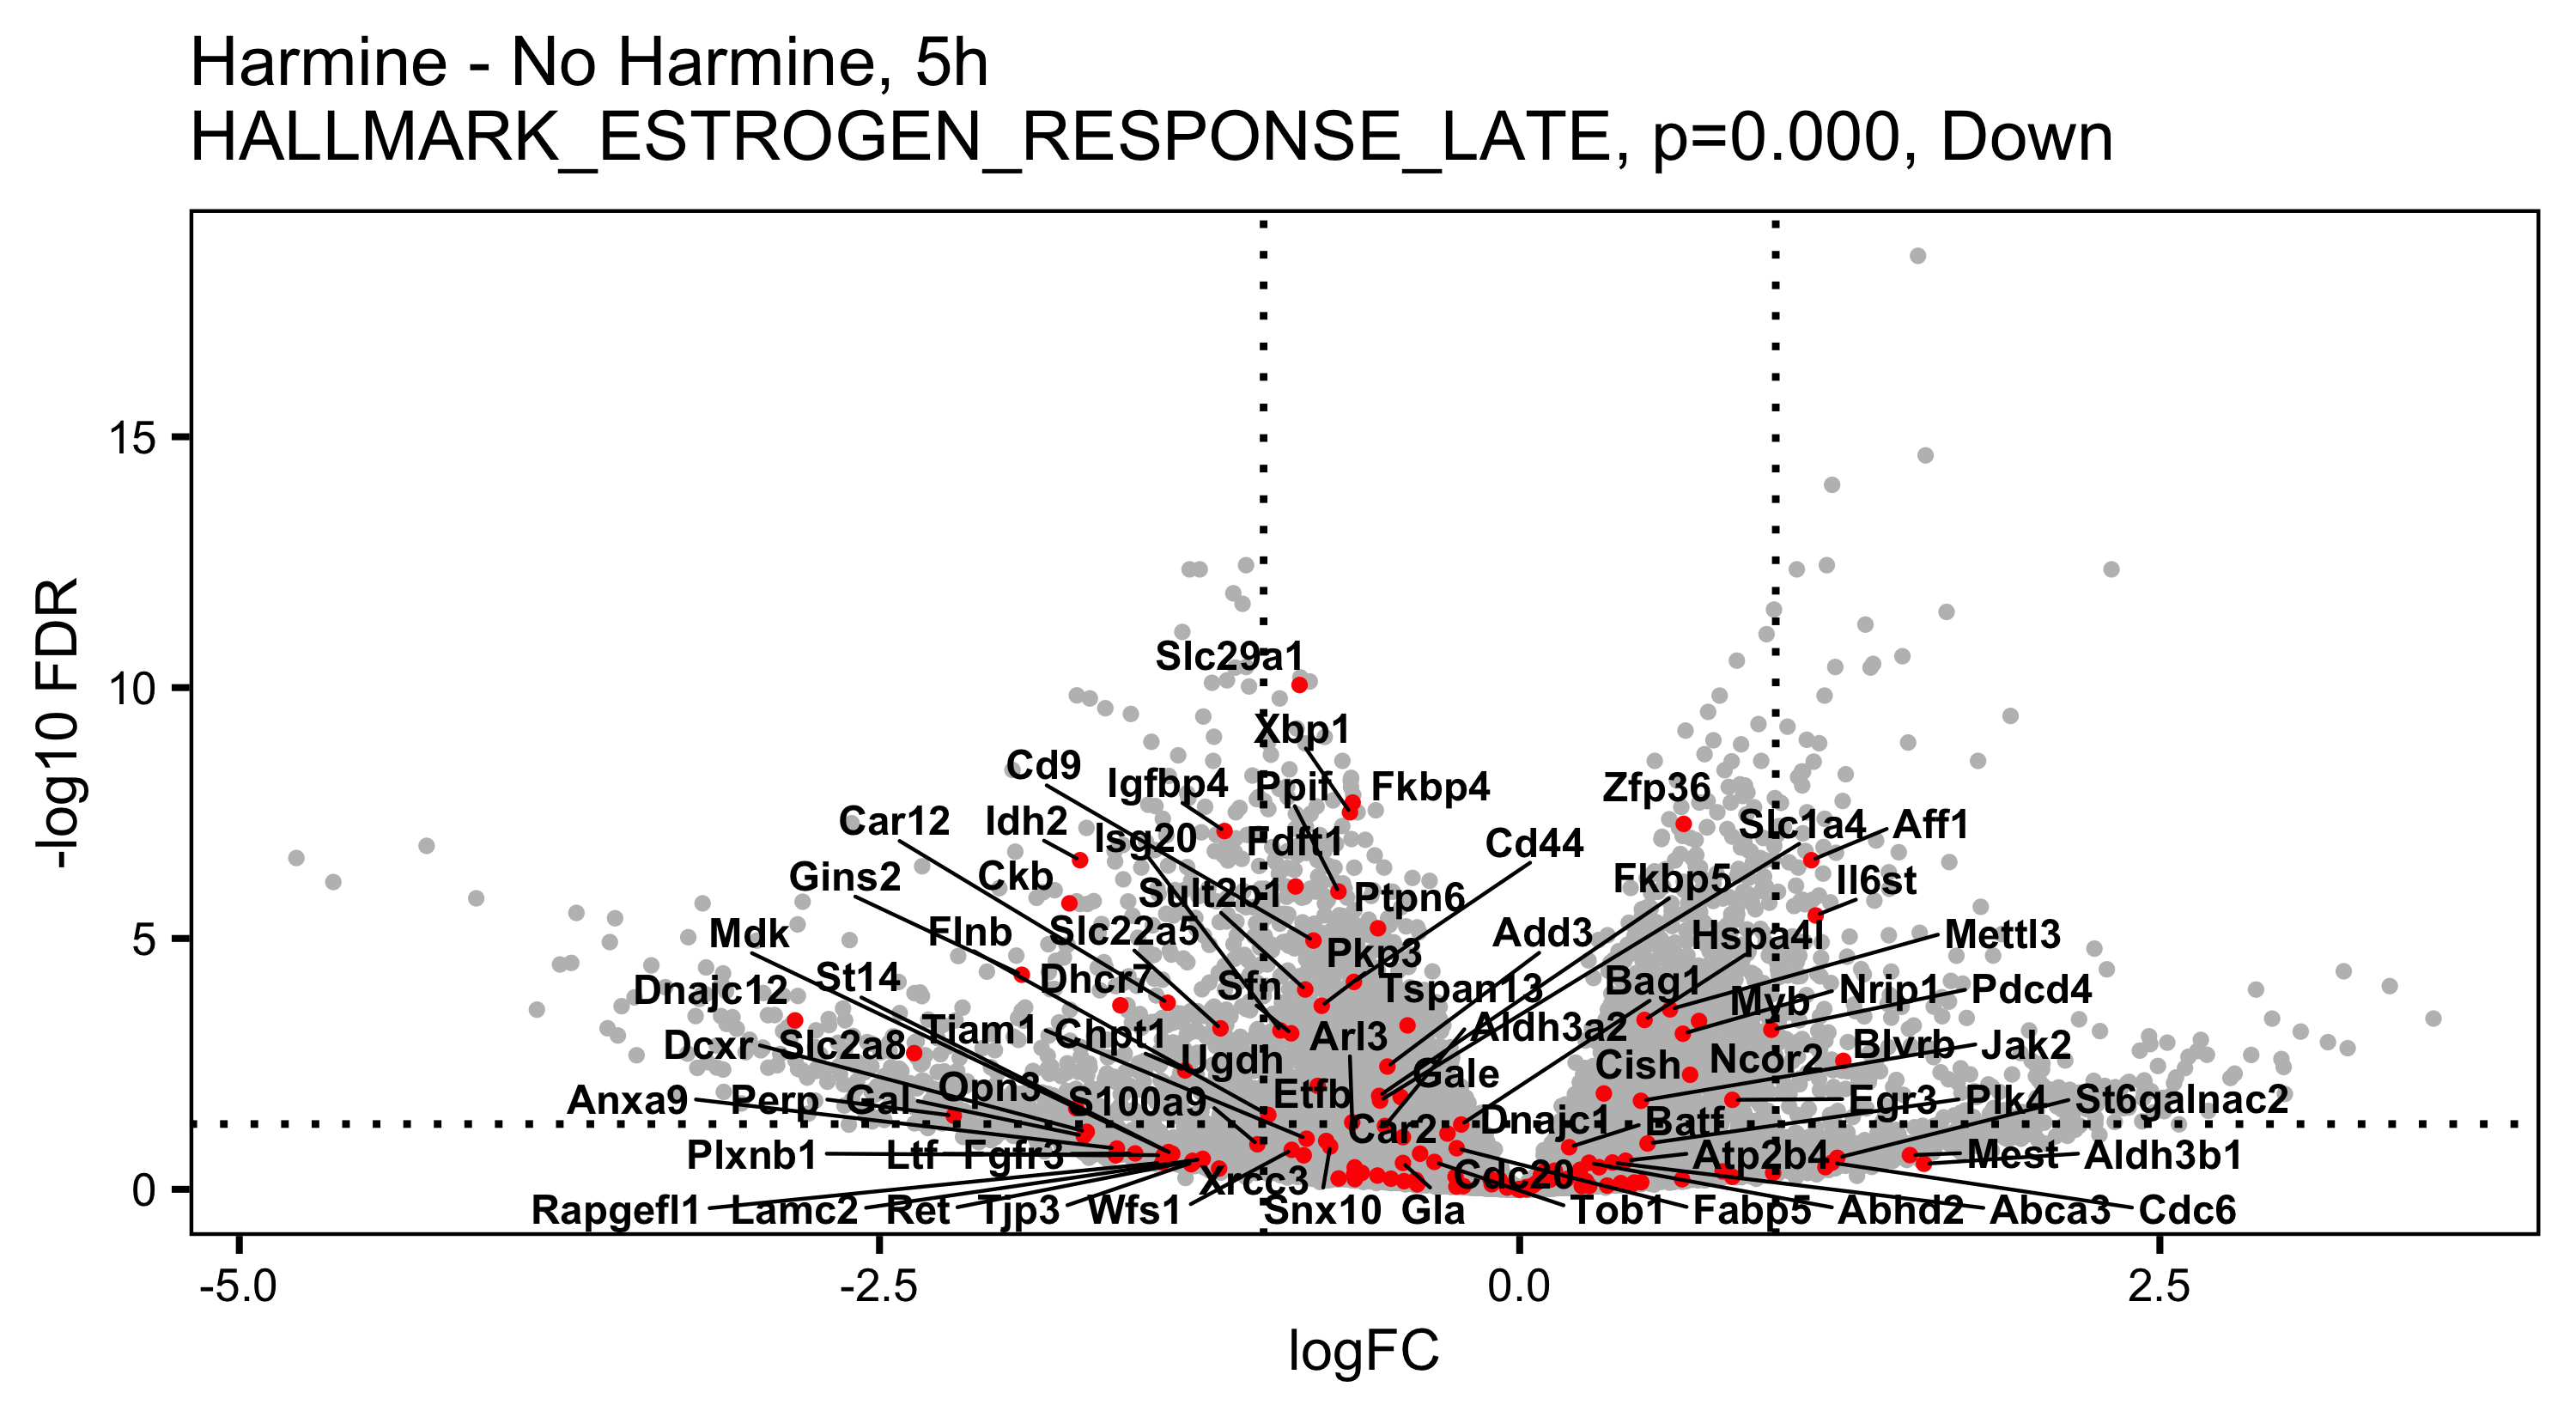 Harmine - No Harmine, 5h
HALLMARK_ESTROGEN_RESPONSE_LATE, p=0.000, Down
-log10 FDR
15
10
5
0
Slc29a1
Xbp1
Cd9
Igfbp4 Ppif Fkbp4 Zfp36
Car12 Idh2 Isg20 Fdft1 Cd44 Slc1a4 Aff1
Gins2 Ckb Sult2b1 Ptpn6 Fkbp5 Il6st
Mdk Flnb Slc22a5 Pkp3 Add3 Hspa4l Mettl3
Dnajc12 St14 Dhcr7 Sfn Tspan13 Bag1 Myb Nrip1 Pdcd4
Dcxr Slc2a8 Tiam1 Chpt1 Ugdh Arl3 Aldh3a2 Cish Ncor2 Blvrb Jak2
Anxa9 Perp Gal Opn3 S100a9 Etfb Gale Car2 Dnajc1 Batf Egr3 Plk4 St6galnac2
Plxnb1 Ltf Fgfr3 Xrcc3 Cdc20 Atp2b4 Mest Aldh3b1
Rapgefl1 Lamc2 Ret Tjp3 Wfs1 Snx10 Gla Tob1 Fabp5 Abhd2 Abca3 Cdc6
-5.0 -2.5 0.0 2.5
logFC